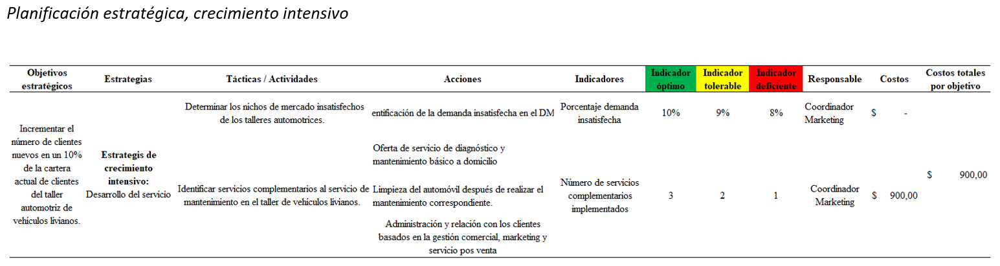 Planificación estratégica, crecimiento intensivo
Objetivos
estratégicos
Estrategias
Tácticas / Actividades
Acciones
Indicadores
Indicador
óptimo
Indicador
tolerable
Indicador
deficiente
Responsable
Costos
Costos totales
por objetivo
Incrementar el
número de clientes
nuevos en un 10%
de la cartera
actual de clientes
del taller
automotriz de
vehículos livianos.
Estrategis de
crecimiento
intensivo:
Desarrollo del servicio
Determinar los nichos de mercado insatisfechos
de los talleres automotrices.
entificación de la demanda insatisfecha en el DM
Porcentaje demanda
insatisfecha
10%
9%
8%
Coordinador
Marketing
$ -
Identificar servicios complementarios al servicio de
mantenimiento en el taller de vehículos livianos.
Oferta de servicio de diagnóstico y
mantenimiento básico a domicilio
Limpieza del automóvil después de realizar el
mantenimiento correspondiente.
Administración y relación con los clientes
basados en la gestión comercial, marketing y
servicio pos venta
Número de servicios
complementarios
implementados
3
2
1
Coordinador
Marketing
$ 900,00
$ 900,00